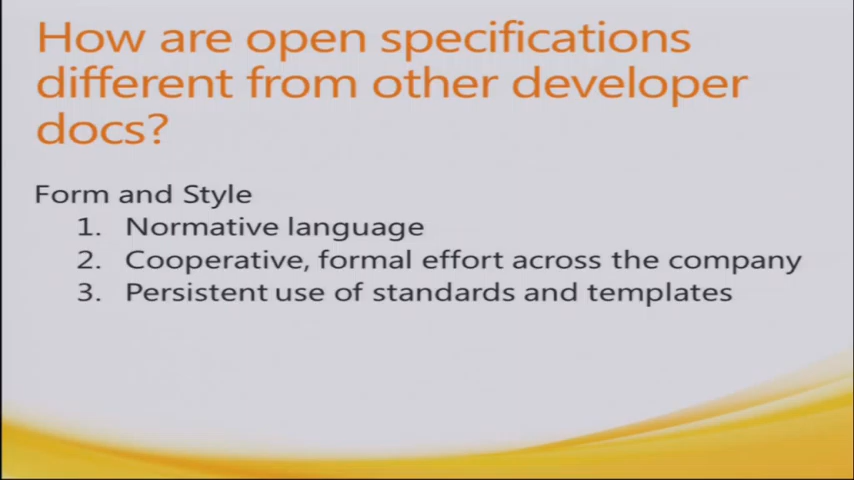 How are open specifications
different from other developer
docs?
Form and Style
1. Normative language
2. Cooperative, formal effort across the company
3. Persistent use of standards and templates